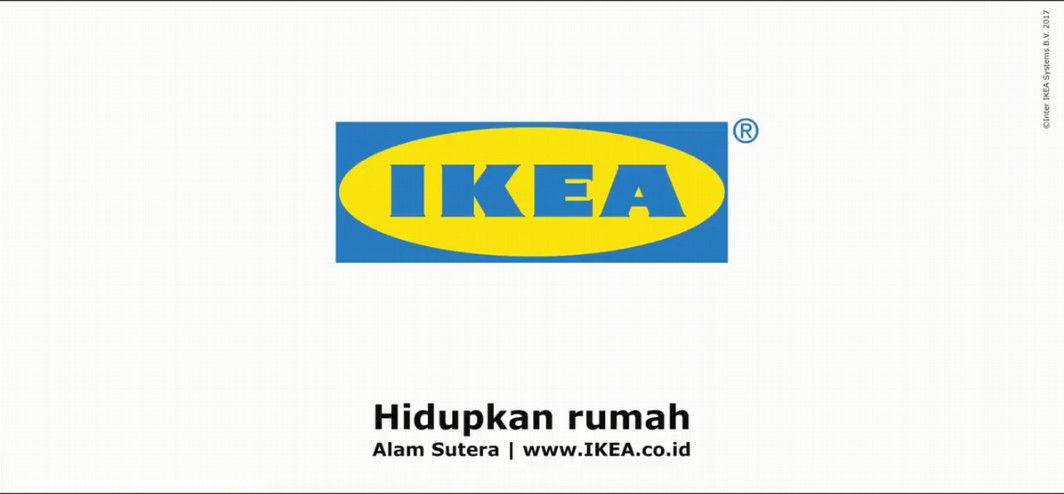 ©Inter IKEA Systems B.V. 2017
IKEA®
Hidupkan rumah
Alam Sutera | www.IKEA.co.id